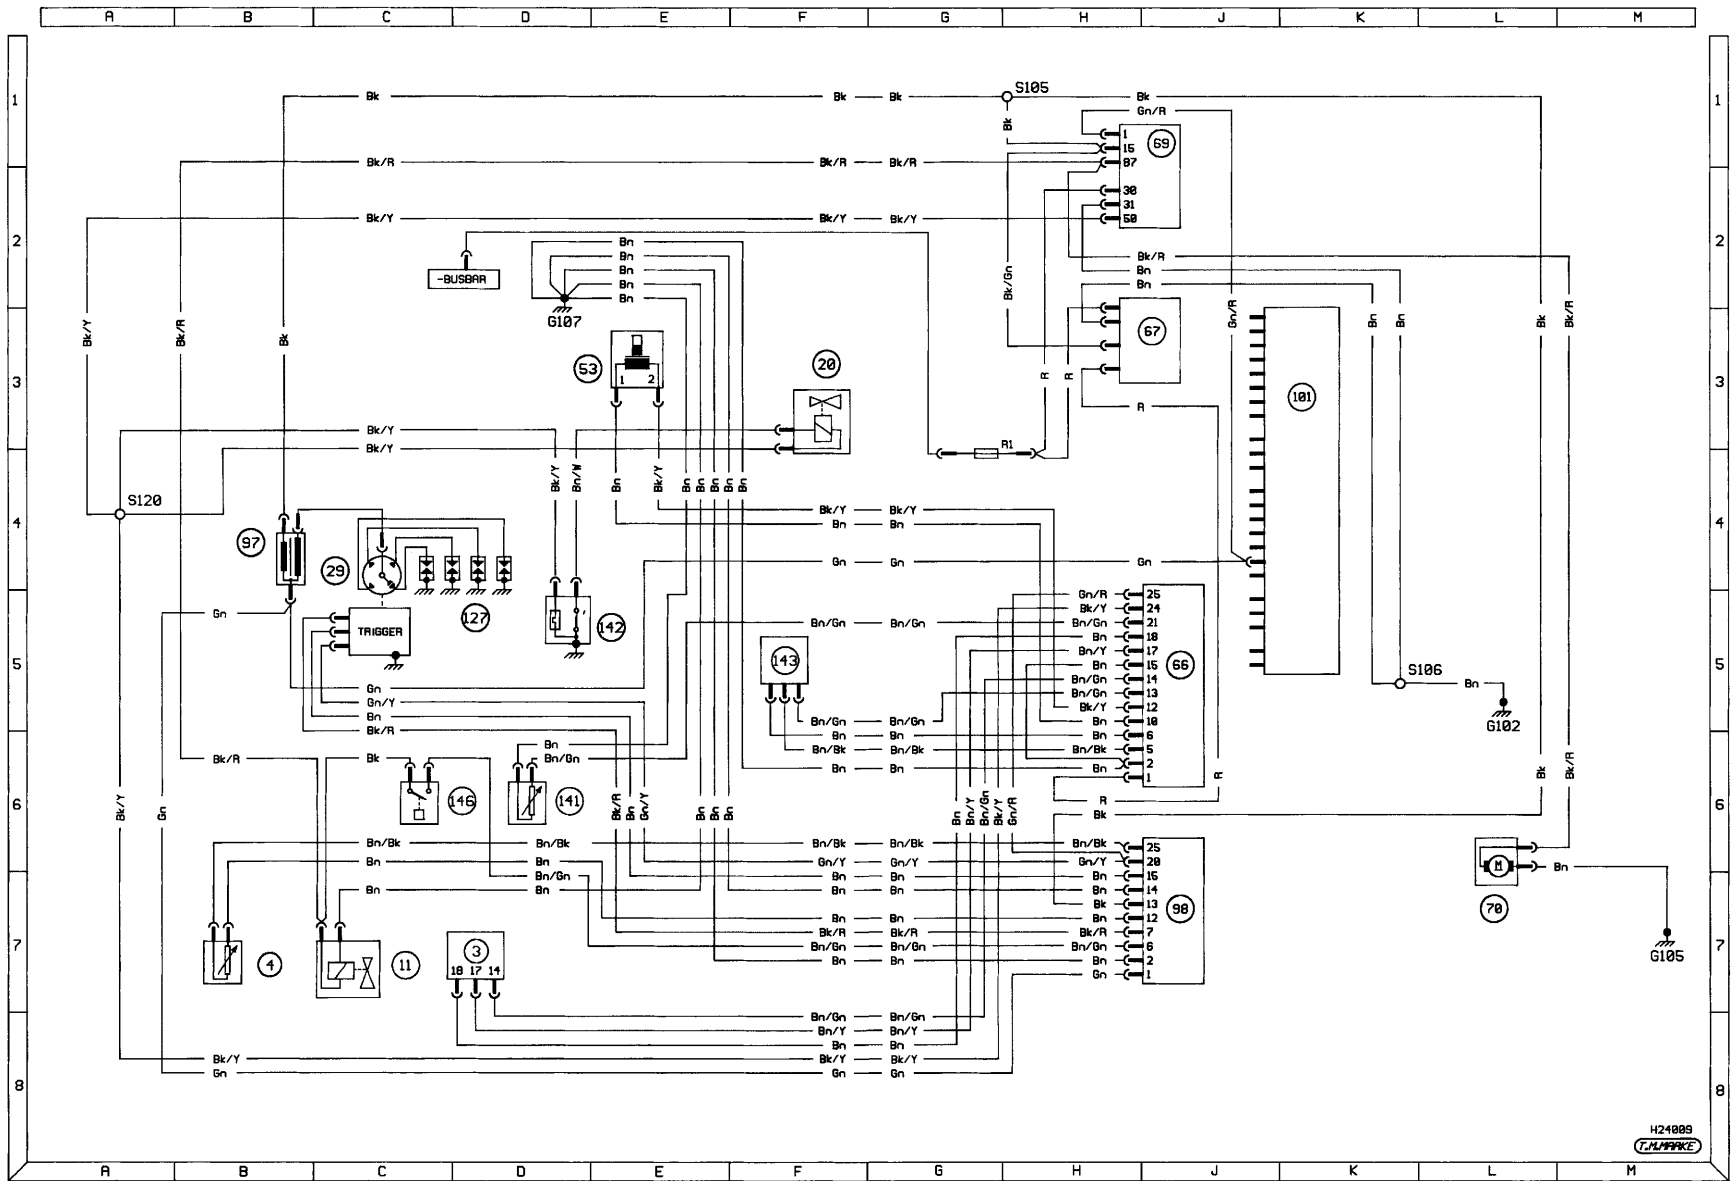 A B C D E F G H J K L M
1 1
Bk Bk Bk S105 Bk
Gn/R
Bk
1
15
87
69
Bk/R Bk/R Bk/R
30
31
50
Bk/Y Bk/Y Bk/Y
2 2
Bn
Bn
Bn
Bn
Bn
-BUSBAR
G107
Bk/R
Bn
Bn
Bk/Gn
67
Bk/Y Bk/R Bk Gn/R Bn Bn Bk Bk/R
3 3
53
1 2
20
R R
R
101
Bk/Y
Bk/Y
R1
Bk/Y Bn/W Bn Bk/Y Bn Bn Bn Bn Bn
S120
4 4
Bk/Y Bk/Y
Bn Bn
97
29
127
142
Gn Gn Gn
Gn
TRIGGER
Gn/R 25
Bk/Y 24
Bn/Gn Bn/Gn Bn/Gn 21
Bn 18
Bn/Y 17
Bn 15
Bn/Gn 14
Bn/Gn 13
Bk/Y 12
Bn 10
Bn 6
Bn/Bk 5
Bn 2
1
66
143
5 5
S106
Bn
G102
Gn
Gn/Y
Bn
Bk/R
Bn/Gn Bn/Gn
Bn Bn
Bn/Bk Bn/Bk
Bn Bn
Bk/R Bk Bn
Bn/Gn
146
141
6 6
Bk/Y Gn Bk/R Bn Gn/Y Bn Bn Bn
Bn Bn/Y Bn/Gn Bk/Y Gn/R
R
Bk
R Bk Bk/R
Bn/Bk Bn/Bk Bn/Bk Bn/Bk Bn/Bk 25
Bn Bn Gn/Y Gn/Y Gn/Y 20
Bn/Gn Bn Bn Bn 15
Bn Bn Bn Bn Bn 14
Bk 13
Bn Bn Bn 12
Bk/R Bk/R Bk/R 7
Bn/Gn Bn/Gn Bn/Gn 6
Bn Bn Bn 2
Gn 1
98
M
Bn
70
G105
7 7
4
11
3
18 17 14
Bn/Gn Bn/Gn
Bn/Y Bn/Y
Bn Bn
Bk/Y Bk/Y Bk/Y
Gn Gn Gn
8 8
H24009
T.M.MARKE
A B C D E F G H J K L M